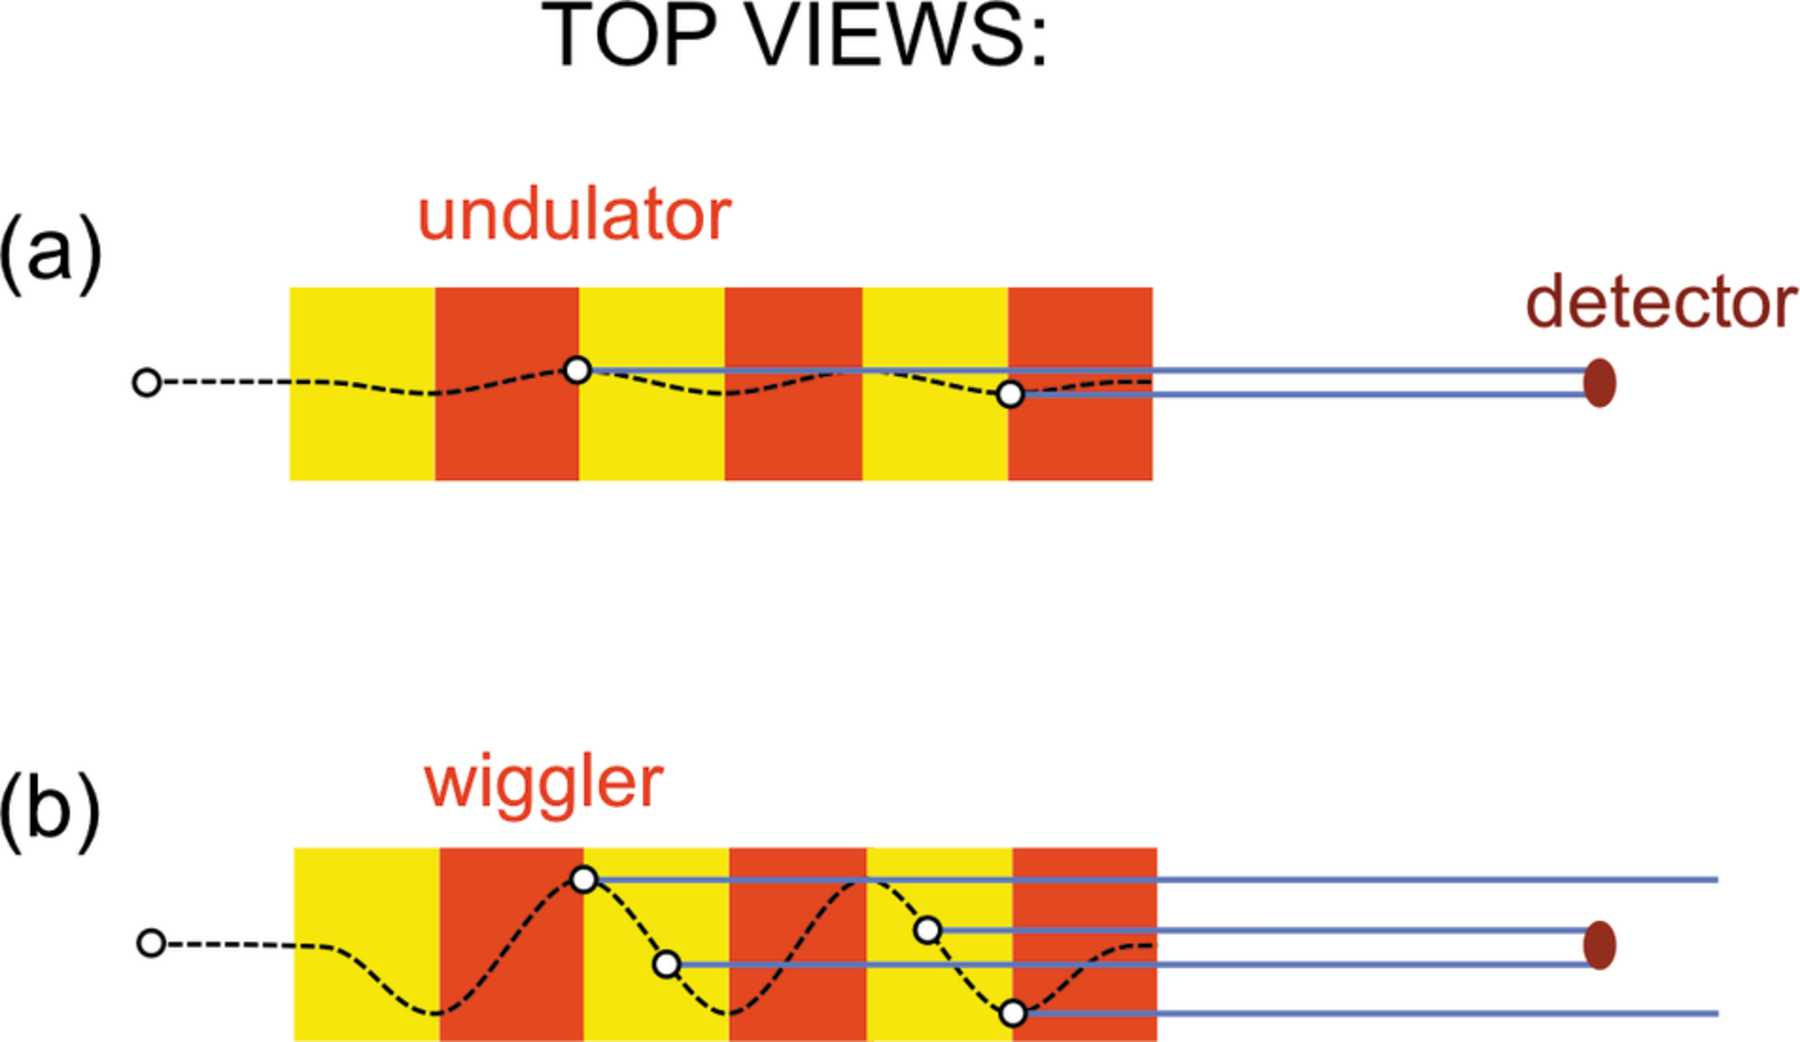 TOP VIEWS:
undulator
(a)
detector
wiggler
(b)